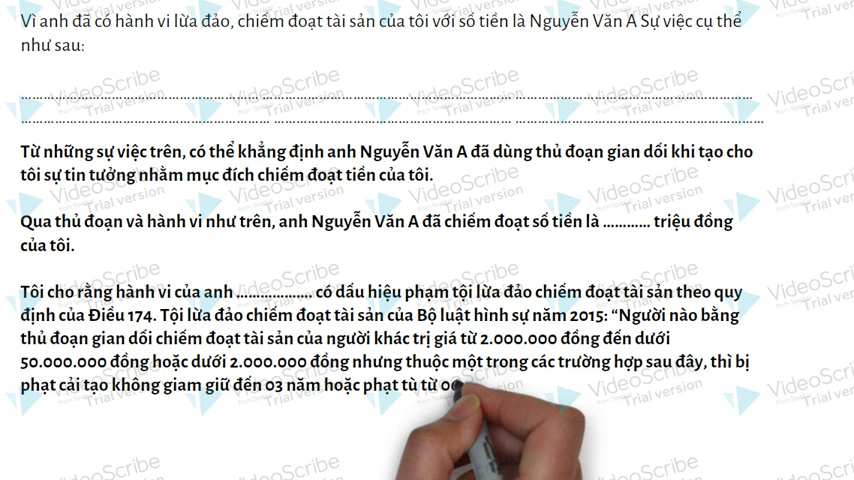 Vì anh đã có hành vi lừa đảo, chiếm đoạt tài sản của tôi với số tiền là Nguyễn Văn A Sự việc cụ thể
như sau:
................................................................................................................................................
................................................................................................................................................
Từ những sự việc trên, có thể khẳng định anh Nguyễn Văn A đã dùng thủ đoạn gian dối khi tạo cho
tôi sự tin tưởng nhằm mục đích chiếm đoạt tiền của tôi.
Qua thủ đoạn và hành vi như trên, anh Nguyễn Văn A đã chiếm đoạt số tiền là ............ triệu đồng
của tôi.
Tôi cho rằng hành vi của anh ................... có dấu hiệu phạm tội lừa đảo chiếm đoạt tài sản theo quy
định của Điều 174. Tội lừa đảo chiếm đoạt tài sản của Bộ luật hình sự năm 2015: “Người nào bằng
thủ đoạn gian dối chiếm đoạt tài sản của người khác trị giá từ 2.000.000 đồng đến dưới
50.000.000 đồng hoặc dưới 2.000.000 đồng nhưng thuộc một trong các trường hợp sau đây, thì bị
phạt cải tạo không giam giữ đến 03 năm hoặc phạt tù từ 0
VideoScribe
Trial version